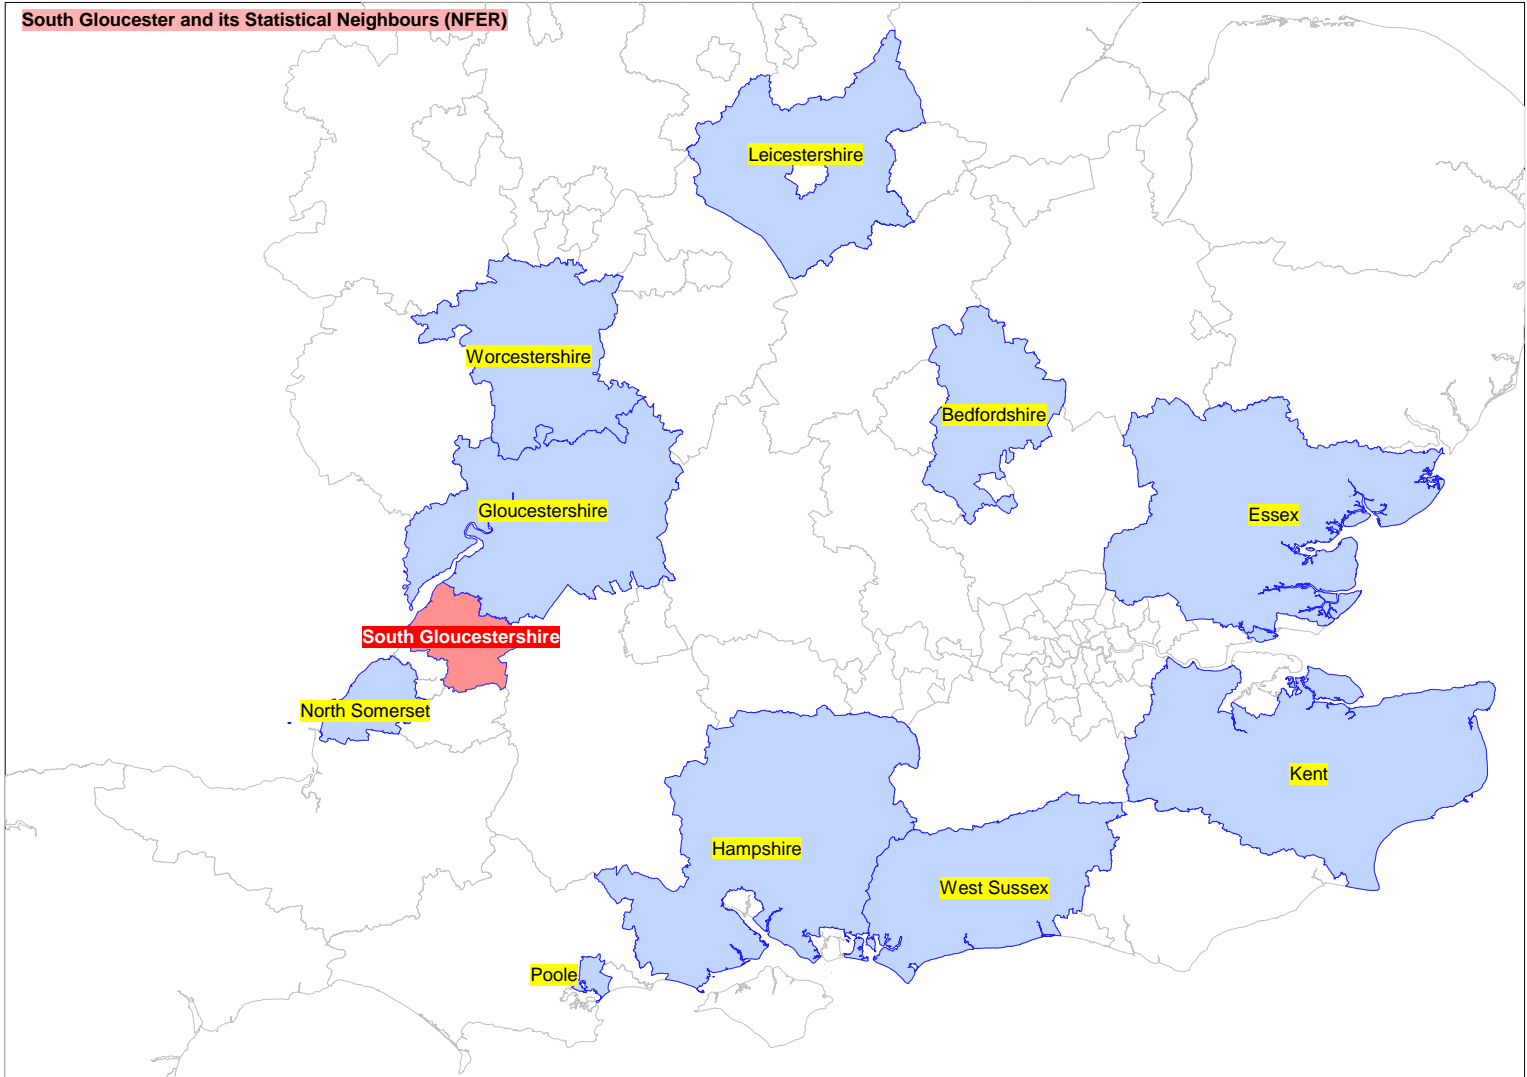 South Gloucester and its Statistical Neighbours (NFER)
Leicestershire
Worcestershire
Bedfordshire
Gloucestershire
Essex
South Gloucestershire
North Somerset
Kent
Hampshire
West Sussex
Poole